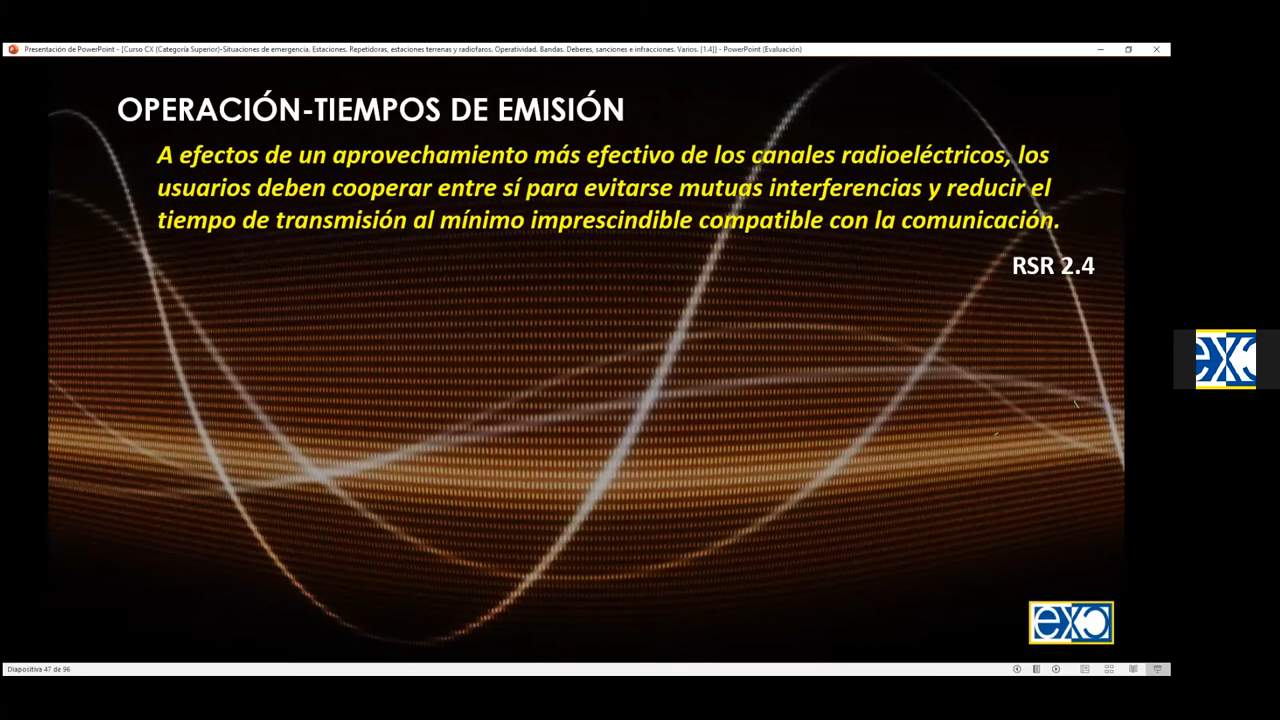 Presentación de PowerPoint - [Curso CX (Categoría Superior)-Situaciones de emergencia. Estaciones. Repetidoras, estaciones terrenas y radiofaros. Operatividad. Bandas. Deberes, sanciones e infracciones. Varios. [1.4]] - PowerPoint (Evaluación)
OPERACIÓN-TIEMPOS DE EMISIÓN
A efectos de un aprovechamiento más efectivo de los canales radioeléctricos, los
usuarios deben cooperar entre sí para evitarse mutuas interferencias y reducir el
tiempo de transmisión al mínimo imprescindible compatible con la comunicación.
RSR 2.4
exc
exc
Diapositiva 47 de 96